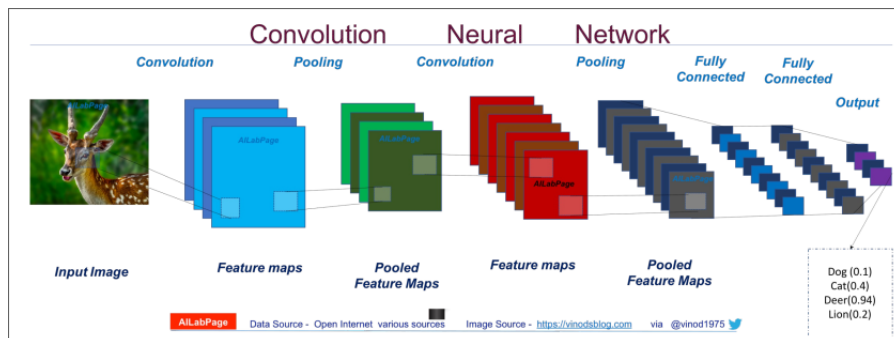 Convolution Neural Network
Convolution Pooling Convolution Pooling Fully Connected Fully Connected Output
AILabPage
AILabPage
AILabPage
AILabPage
Input Image Feature maps Pooled Feature Maps Feature maps Pooled Feature Maps
Dog (0.1)
Cat(0.4)
Deer(0.94)
Lion(0.2)
AILabPage Data Source - Open Internet various sources Image Source - https://vinodsblog.com via @vinod1975